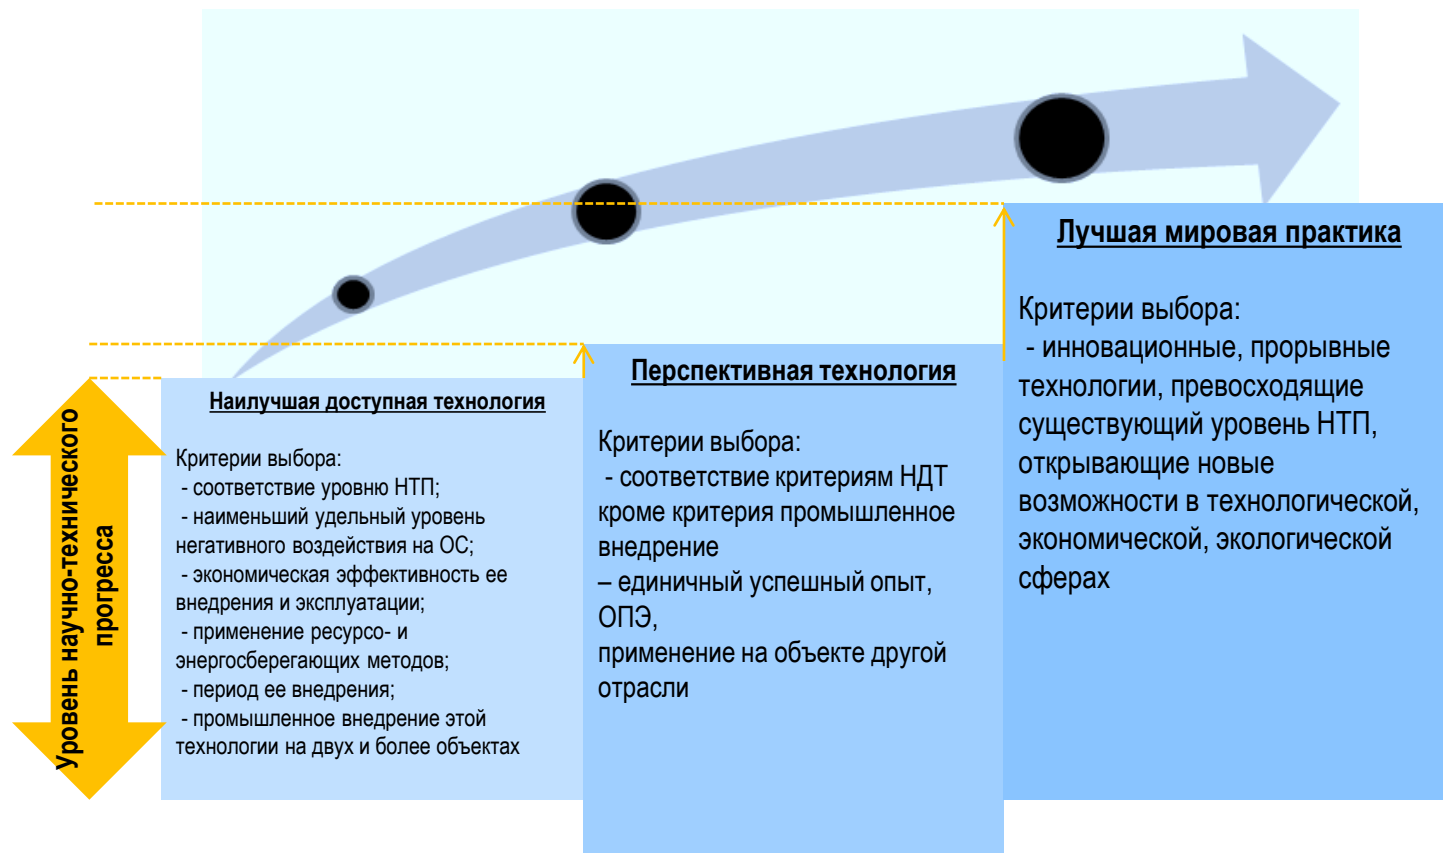 Уровень научно-технического
прогресса
Наилучшая доступная технология
Критерии выбора:
- соответствие уровню НТП;
- наименьший удельный уровень
негативного воздействия на ОС;
- экономическая эффективность ее
внедрения и эксплуатации;
- применение ресурсо- и
энергосберегающих методов;
- период ее внедрения;
- промышленное внедрение этой
технологии на двух и более объектах
Перспективная технология
Критерии выбора:
- соответствие критериям НДТ
кроме критерия промышленное
внедрение
– единичный успешный опыт,
ОПЭ,
применение на объекте другой
отрасли
Лучшая мировая практика
Критерии выбора:
- инновационные, прорывные
технологии, превосходящие
существующий уровень НТП,
открывающие новые
возможности в технологической,
экономической, экологической
сферах